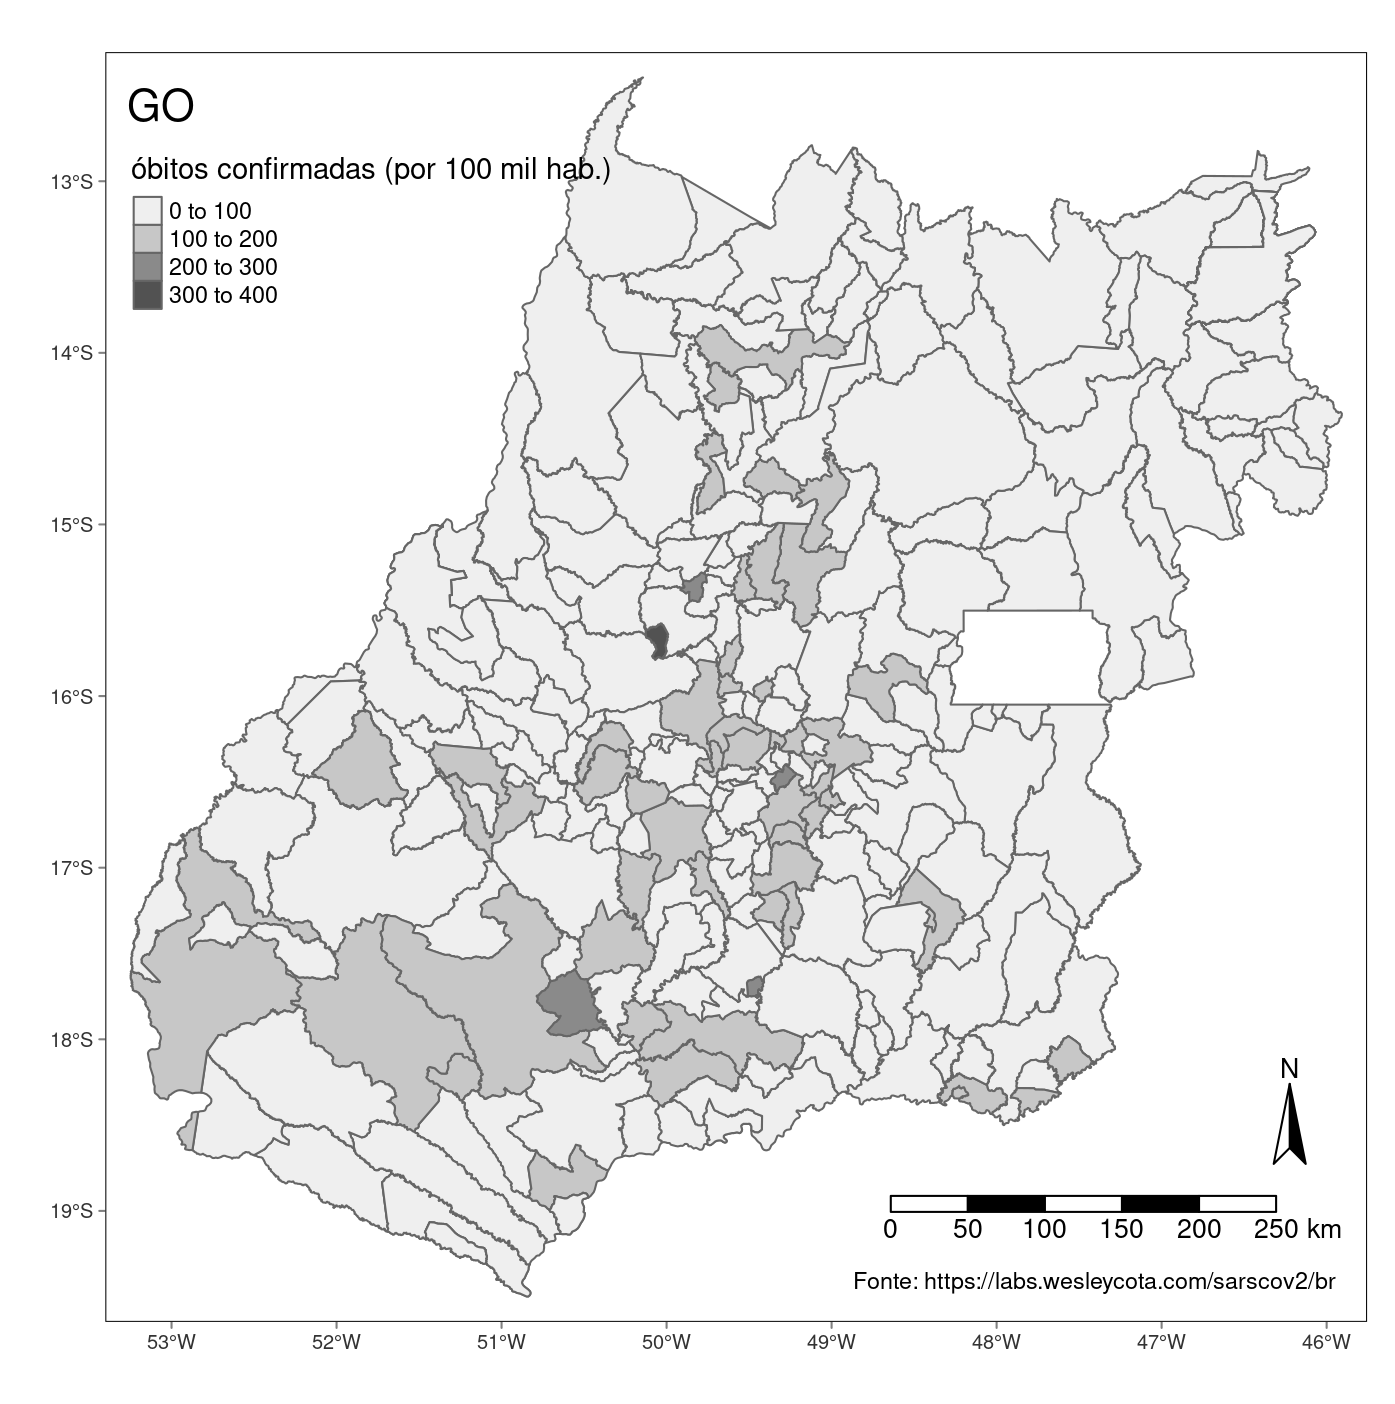 GO
óbitos confirmadas (por 100 mil hab.)
0 to 100
100 to 200
200 to 300
300 to 400
13°S
14°S
15°S
16°S
17°S
18°S
19°S
N
0 50 100 150 200 250 km
Fonte: https://labs.wesleycota.com/sarscov2/br
53°W 52°W 51°W 50°W 49°W 48°W 47°W 46°W